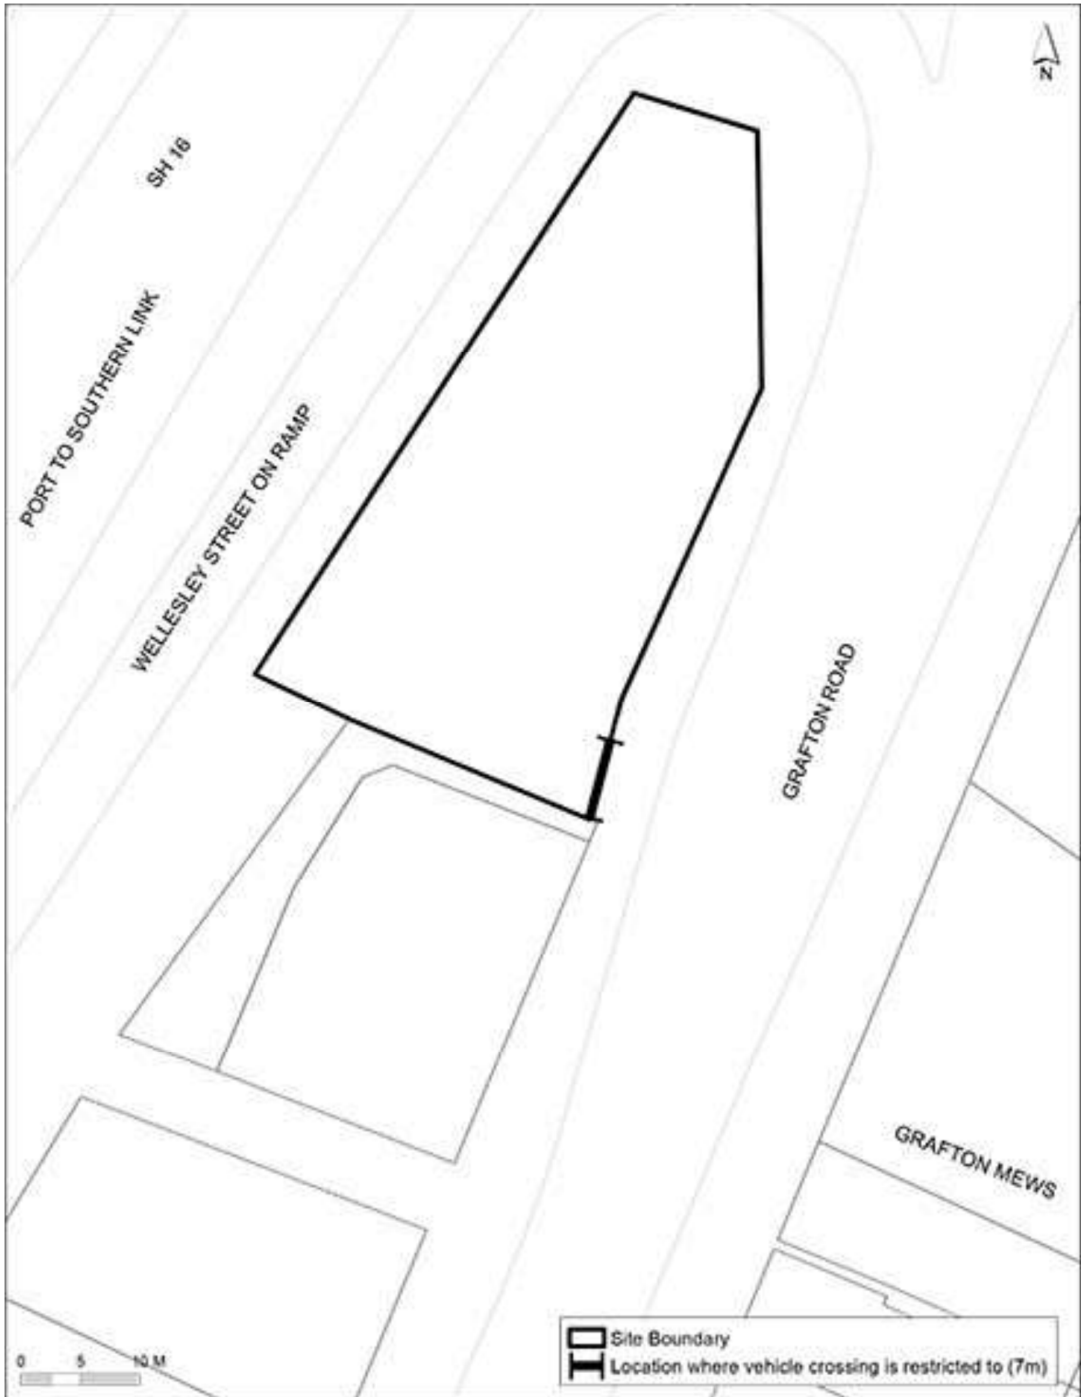 N
SH 16
PORT TO SOUTHERN LINK
WELLESLEY STREET ON RAMP
GRAFTON ROAD
GRAFTON MEWS
0 5 10 M
Site Boundary
Location where vehicle crossing is restricted to (7m)